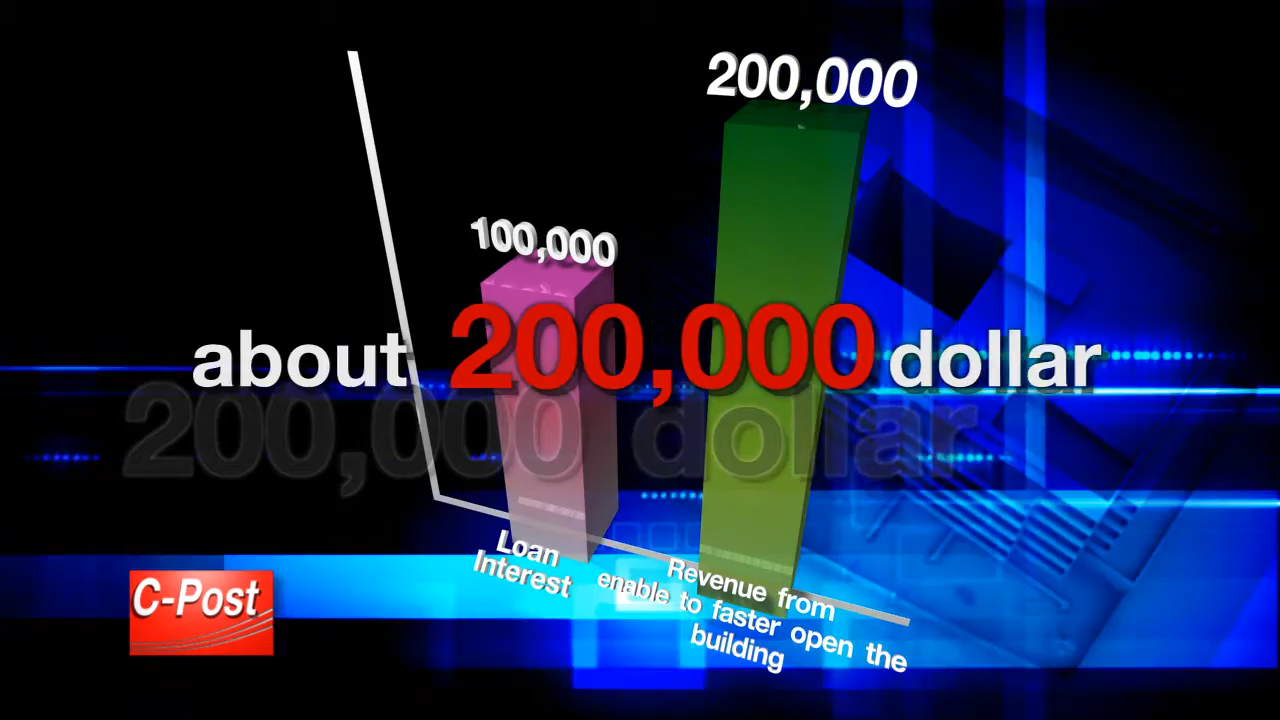 200,000
100,000
about 200,000 dollar
200,000 dollar
Loan
Interest
Revenue from
enable to faster open the
building
C-Post